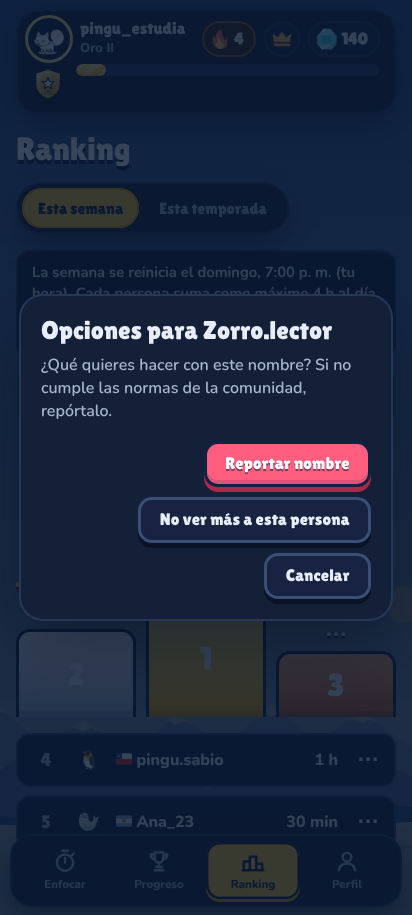 pingu_estudia
Oro II
4
140
Ranking
Esta semana
Esta temporada
La semana se reinicia el domingo, 7:00 p. m. (tu
hora). Cada persona suma como máximo 4 h al día
Opciones para Zorro.lector
¿Qué quieres hacer con este nombre? Si no
cumple las normas de la comunidad,
repórtalo.
Reportar nombre
No ver más a esta persona
Cancelar
2
1
3
4 pingu.sabio 1 h
5 Ana_23 30 min
Enfocar
Progreso
Ranking
Perfil